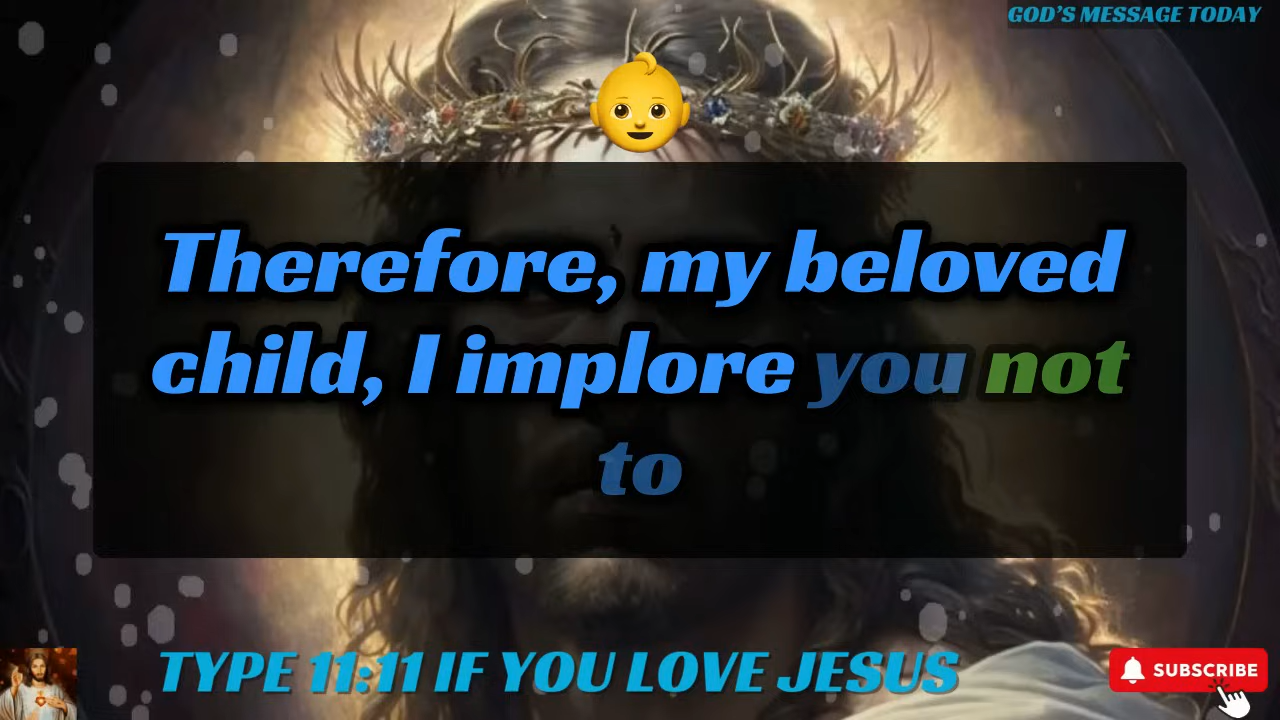 GOD'S MESSAGE TODAY
Therefore, my beloved
child, I implore you not
to
TYPE 11:11 IF YOU LOVE JESUS
SUBSCRIBE